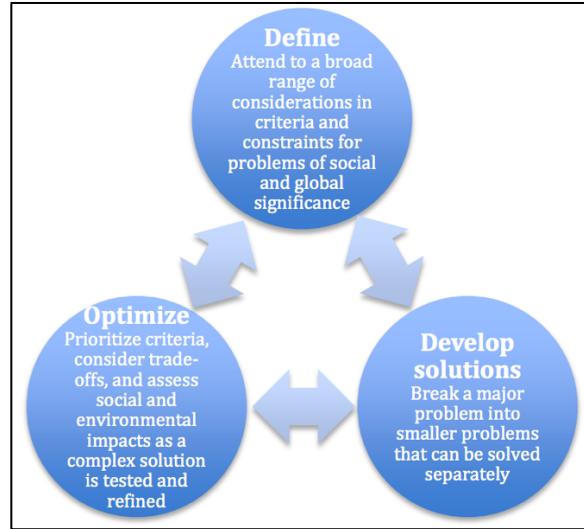 Define
Attend to a broad
range of
considerations in
criteria and
constraints for
problems of social
and global
significance
Optimize
Prioritize criteria,
consider trade-
offs, and assess
social and
environmental
impacts as a
complex solution
is tested and
refined
Develop
solutions
Break a major
problem into
smaller problems
that can be solved
separately